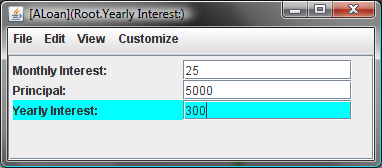 [ALoan](Root.Yearly Interest:)
File Edit View Customize
Monthly Interest: 25
Principal: 5000
Yearly Interest: 300